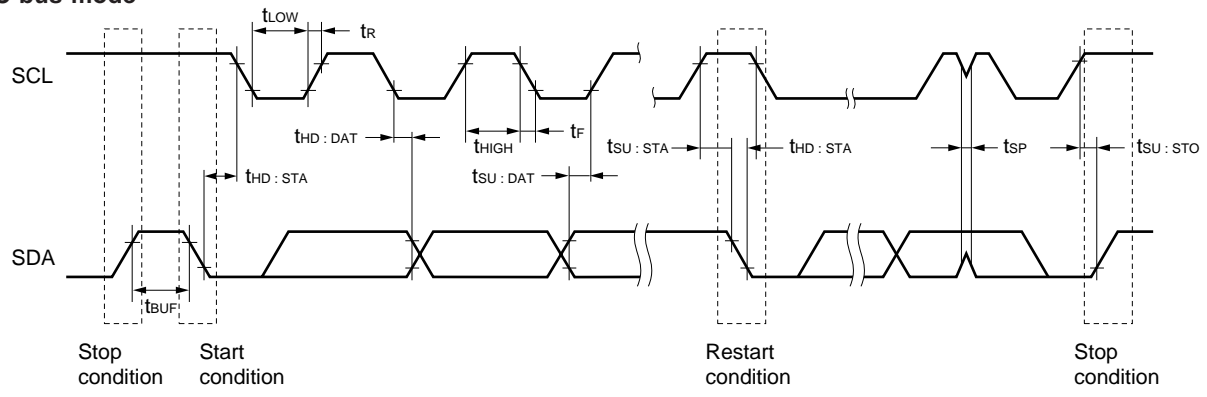 bus mode
tLOW
tR
SCL
tHD : DAT
tHIGH
tF
tSU : STA
tHD : STA
tSP
tSU : STO
tHD : STA
tSU : DAT
SDA
tBUF
Stop
condition
Start
condition
Restart
condition
Stop
condition